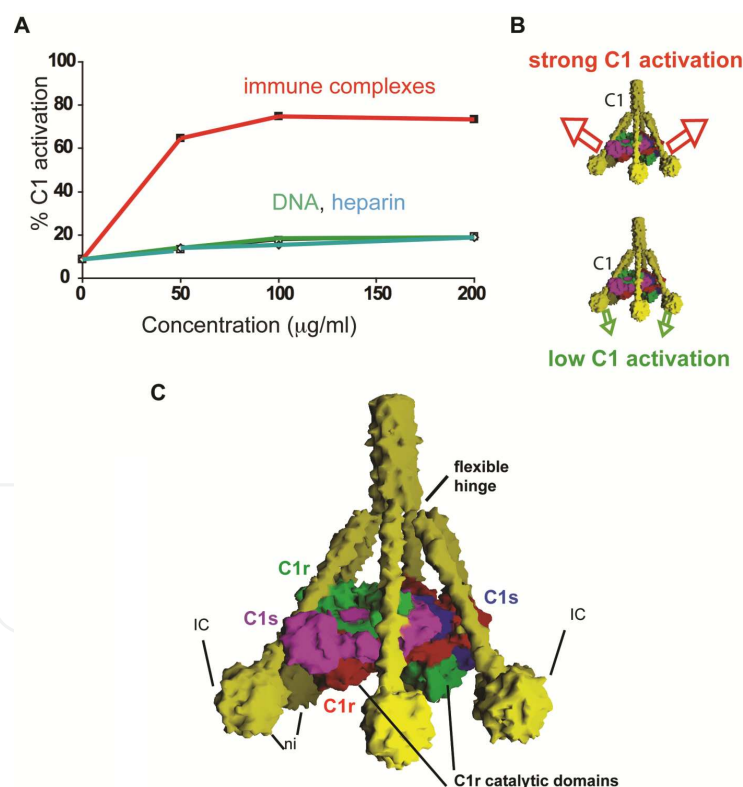 A
100
80
60
40
20
0
% C1 activation
immune complexes
DNA, heparin
0
50
100
150
200
Concentration (μg/ml)
B
strong C1 activation
C1
C1
low C1 activation
C
flexible
hinge
C1r
C1s
C1s
IC
IC
C1r
ni
C1r catalytic domains